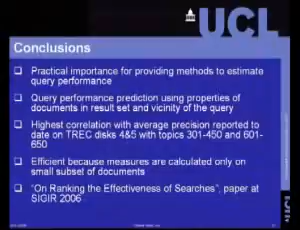 UCL
Conclusions
Practical importance for providing methods to estimate
query performance
Query performance prediction using properties of
documents in result set and vicinity of the query
Highest correlation with average precision reported to
date on TREC disks 4&5 with topics 301-450 and 601-
650
Efficient because measures are calculated only on
small subset of documents
"On Ranking the Effectiveness of Searches", paper at
SIGIR 2006